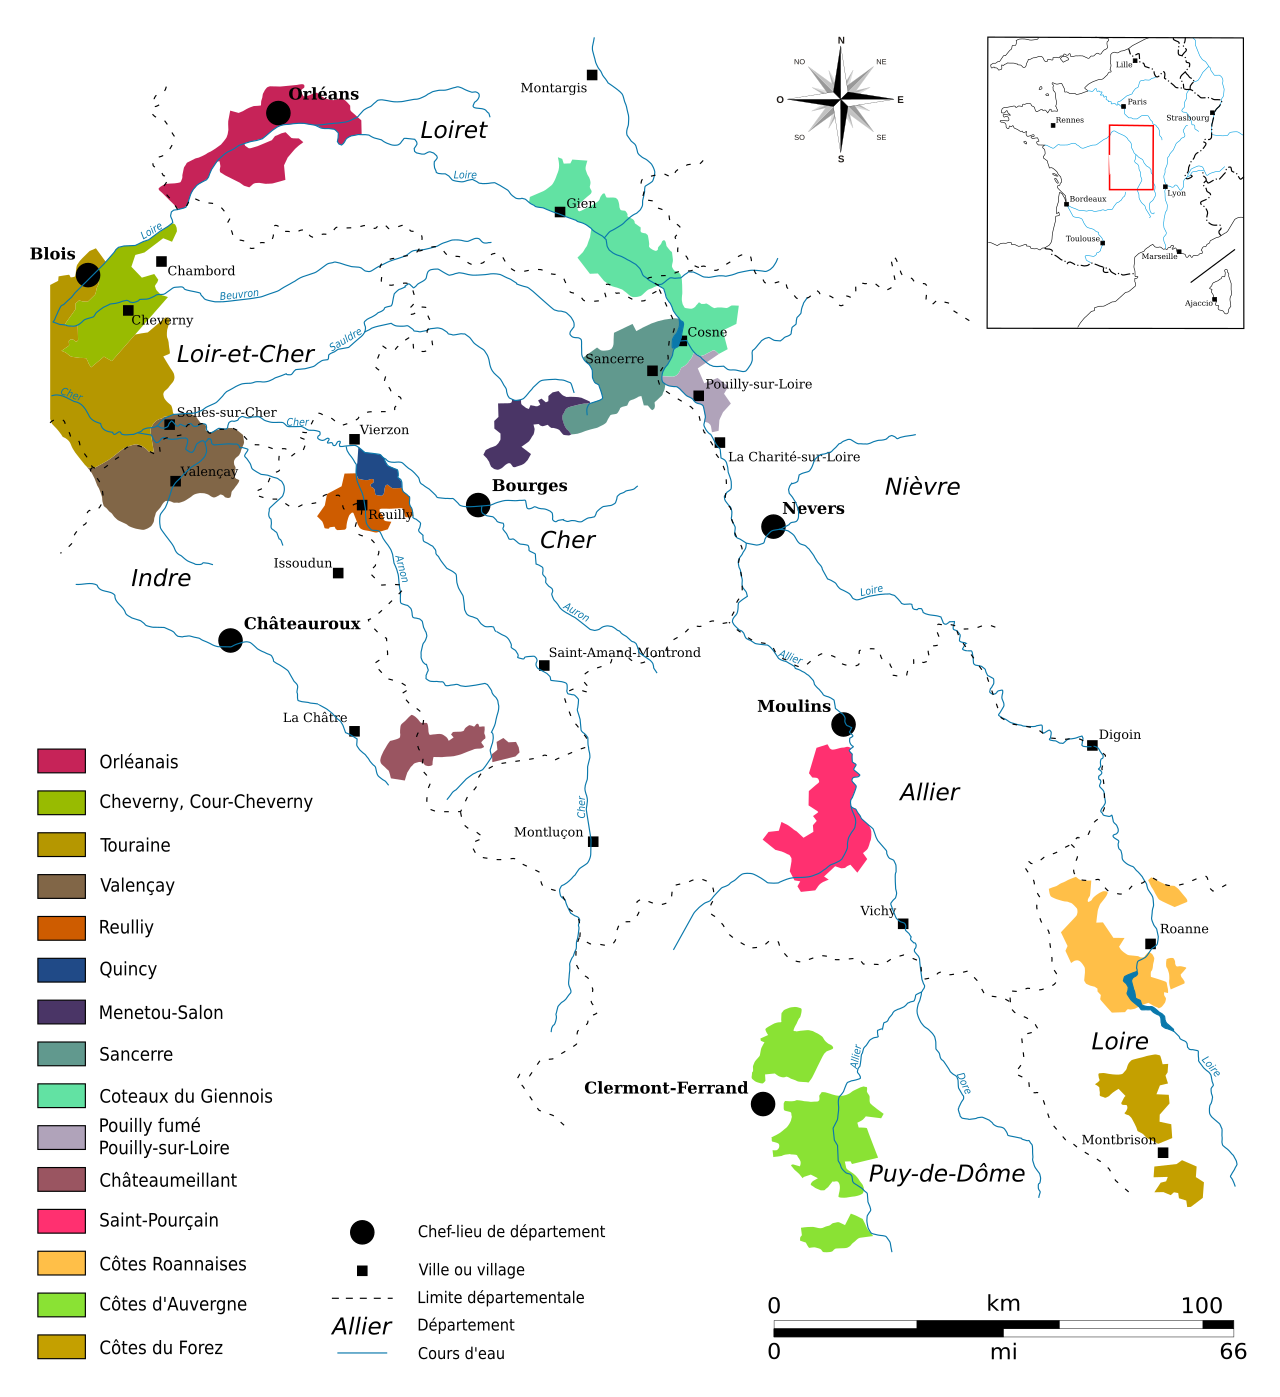 Montargis
Orléans
Loiret
Loire
Gien
Loire
Blois
Chambord
Beuvron
Cheverny
Sauldre
Loir-et-Cher
Cosne
Sancerre
Pouilly-sur-Loire
Cher
Selles-sur-Cher
Cher
Vierzon
La Charité-sur-Loire
Valençay
Bourges
Nièvre
Reuilly
Nevers
Cher
Issoudun
Arnon
Indre
Loire
Auron
Châteauroux
Saint-Amand-Montrond
Allier
La Châtre
Moulins
Digoin
Allier
Cher
Montluçon
Vichy
Roanne
Loire
Loire
Allier
Dore
Clermont-Ferrand
Montbrison
Puy-de-Dôme
N
NO
NE
O
E
SO
SE
S
Lille
Paris
Rennes
Strasbourg
Lyon
Bordeaux
Toulouse
Marseille
Ajaccio
Orléanais
Cheverny, Cour-Cheverny
Touraine
Valençay
Reulliy
Quincy
Menetou-Salon
Sancerre
Coteaux du Giennois
Pouilly fumé
Pouilly-sur-Loire
Châteaumeillant
Saint-Pourçain
Côtes Roannaises
Côtes d'Auvergne
Côtes du Forez
Chef-lieu de département
Ville ou village
Limite départementale
Allier Département
Cours d'eau
0 km 100
0 mi 66